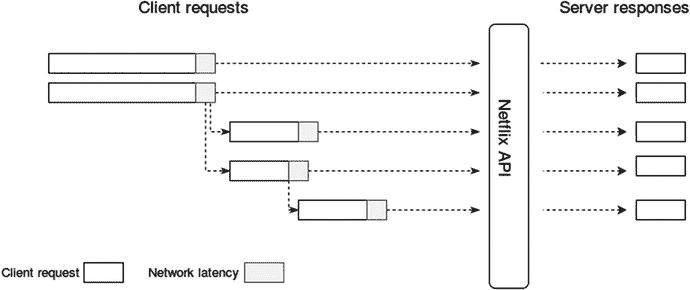 Client requests
Server responses
Netflix API
Client request
Network latency